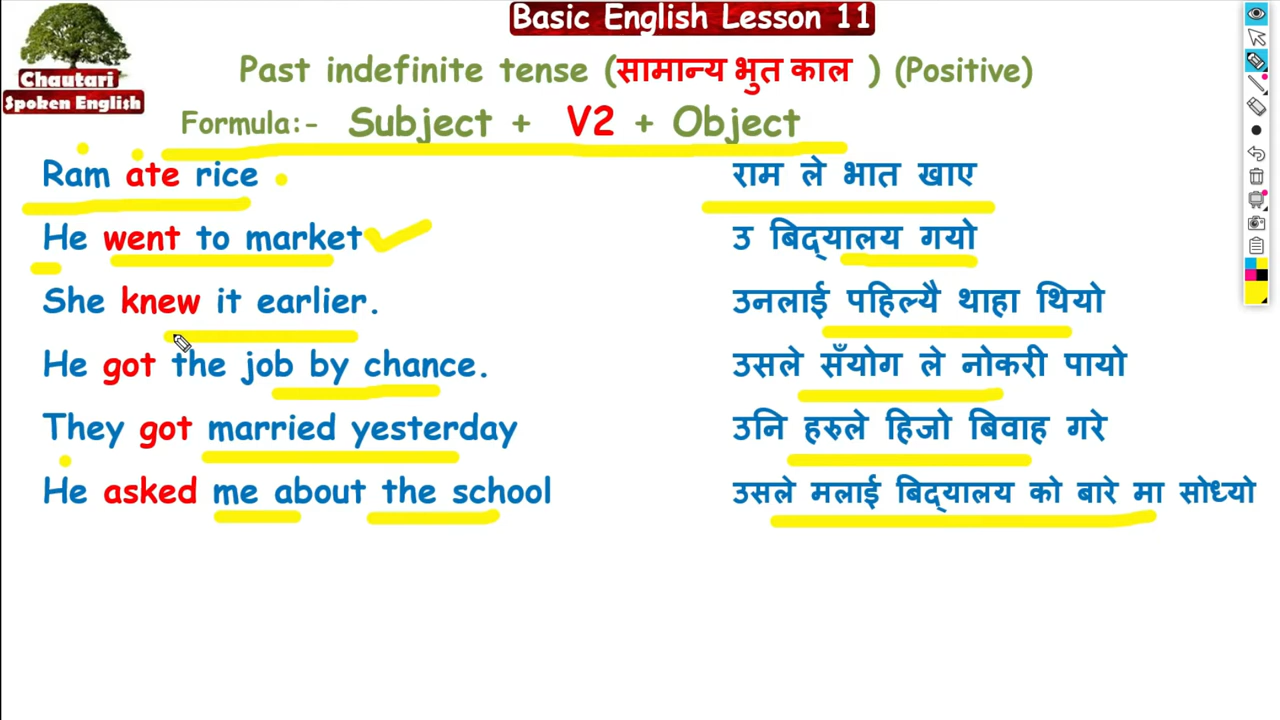 Basic English Lesson 11
Chautari
Spoken English
Past indefinite tense (सामान्य भुत काल ) (Positive)
Formula:- Subject + V2 + Object
Ram ate rice राम ले भात खाए
He went to market उ बिद्यालय गयो
She knew it earlier. उनलाई पहिल्यै थाहा थियो
He got the job by chance. उसले सँयोग ले नोकरी पायो
They got married yesterday उनि हरुले हिजो बिवाह गरे
He asked me about the school उसले मलाई बिद्यालय को बारे मा सोध्यो